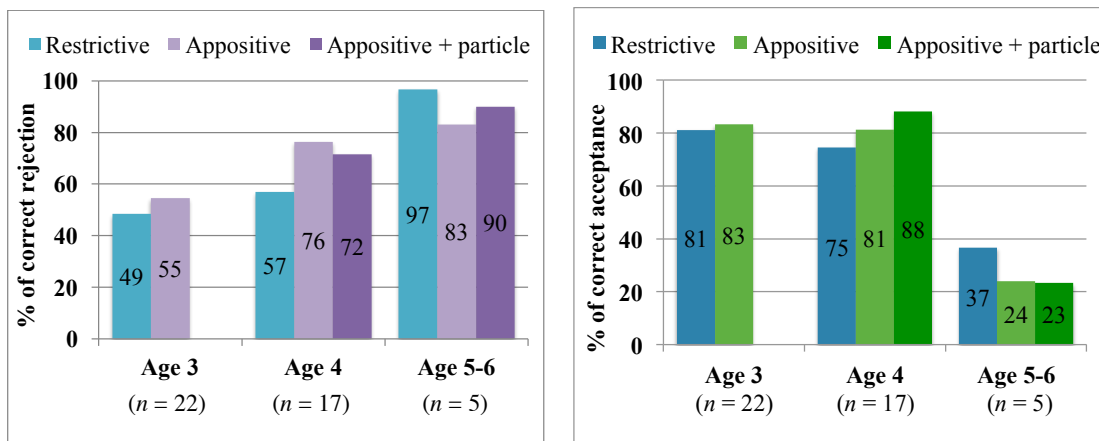 Restrictive Appositive Appositive + particle
% of correct rejection
100
80
60
40
20
0
49 55
57 76 72
97 83 90
Age 3 Age 4 Age 5-6
(n = 22) (n = 17) (n = 5)
Restrictive Appositive Appositive + particle
% of correct acceptance
100
80
60
40
20
0
81 83
75 81 88
37 24 23
Age 3 Age 4 Age 5-6
(n = 22) (n = 17) (n = 5)